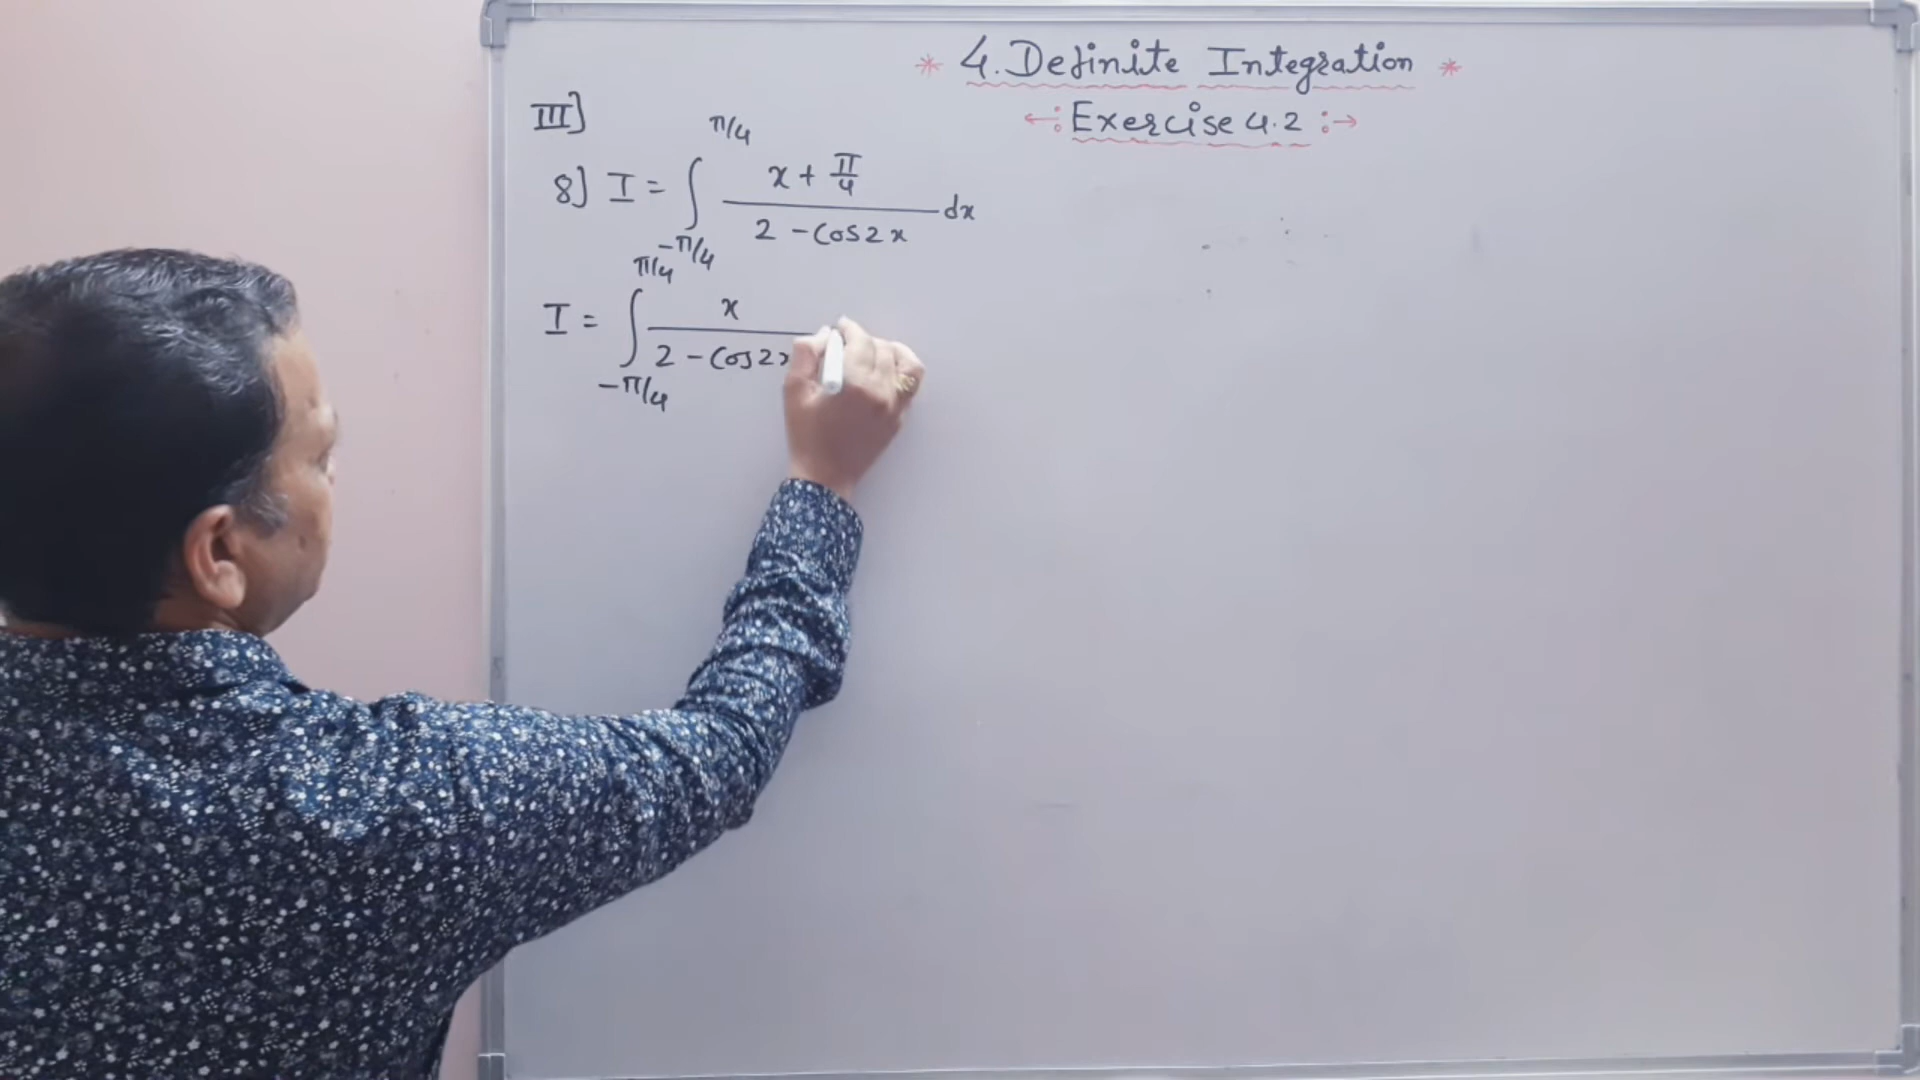 * 4. Definite Integration *
←: Exercise 4.2 :→
III]
8] I = ∫_{-π/4}^{π/4} (x + π/4)/(2 - cos2x) dx
I = ∫_{-π/4}^{π/4} x/(2 - cos2x